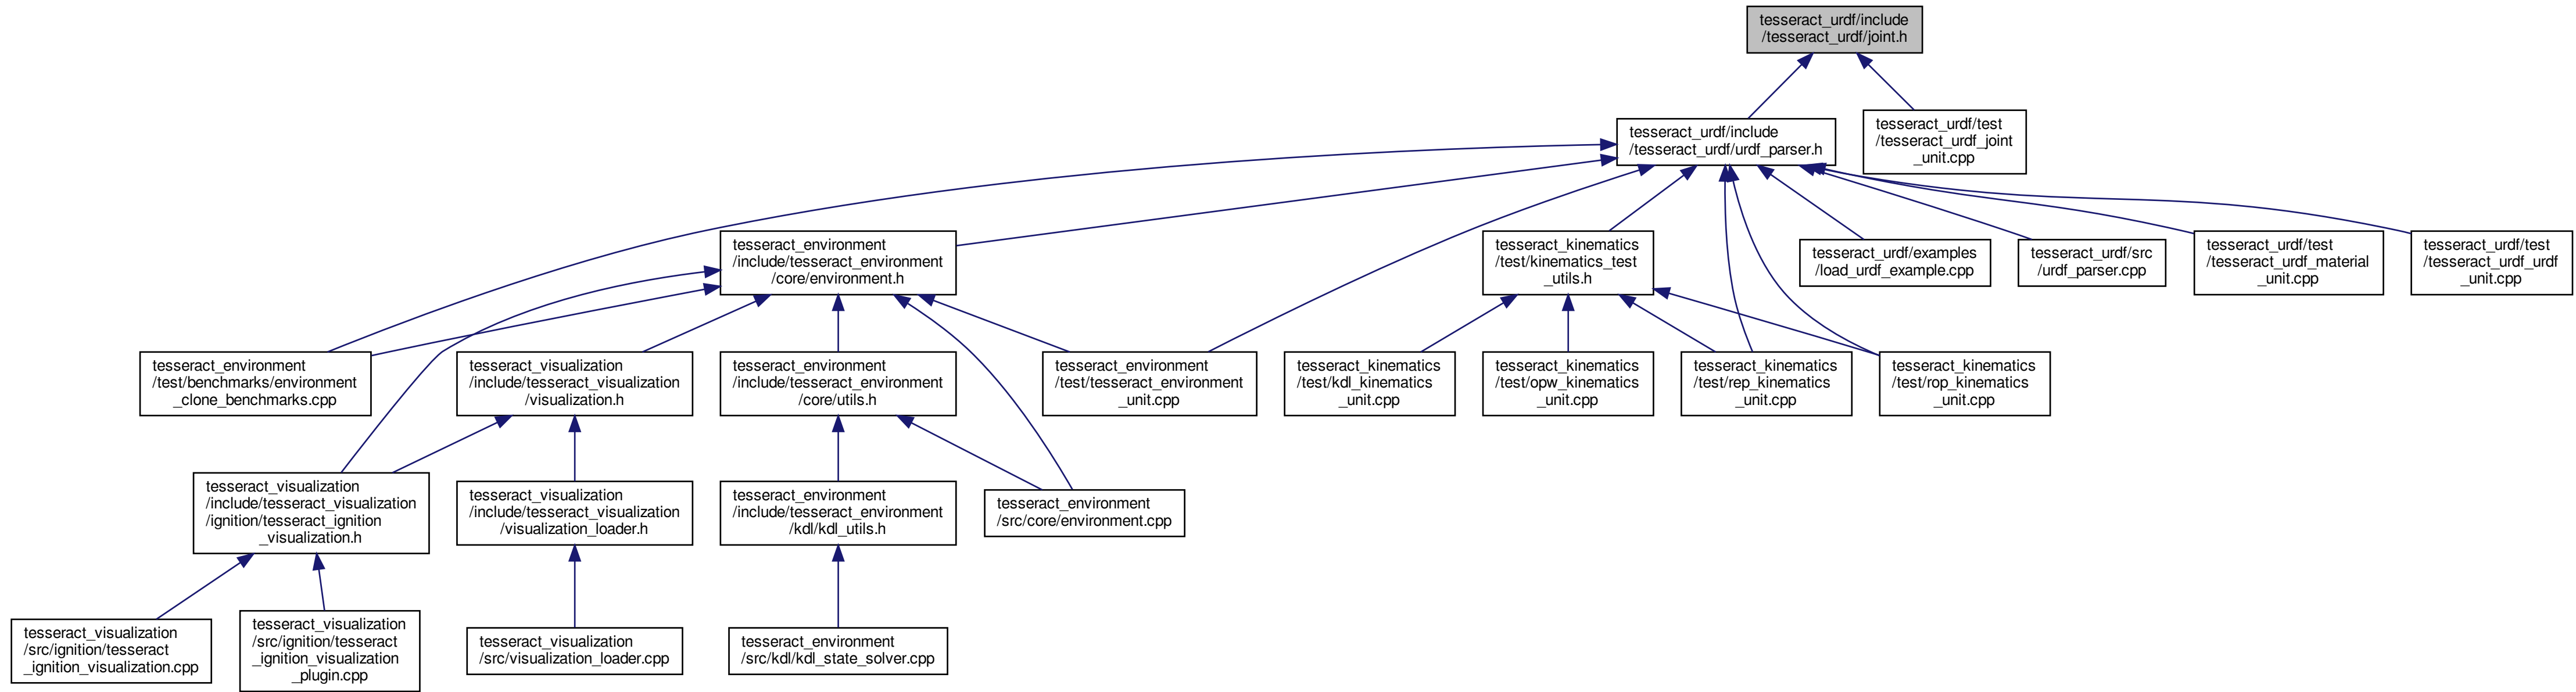 tesseract_urdf/include
/tesseract_urdf/joint.h
tesseract_urdf/include
/tesseract_urdf/urdf_parser.h
tesseract_urdf/test
/tesseract_urdf_joint
_unit.cpp
tesseract_environment
/include/tesseract_environment
/core/environment.h
tesseract_kinematics
/test/kinematics_test
_utils.h
tesseract_urdf/examples
/load_urdf_example.cpp
tesseract_urdf/src
/urdf_parser.cpp
tesseract_urdf/test
/tesseract_urdf_material
_unit.cpp
tesseract_urdf/test
/tesseract_urdf_urdf
_unit.cpp
tesseract_environment
/test/benchmarks/environment
_clone_benchmarks.cpp
tesseract_visualization
/include/tesseract_visualization
/visualization.h
tesseract_environment
/include/tesseract_environment
/core/utils.h
tesseract_environment
/test/tesseract_environment
_unit.cpp
tesseract_kinematics
/test/kdl_kinematics
_unit.cpp
tesseract_kinematics
/test/opw_kinematics
_unit.cpp
tesseract_kinematics
/test/rep_kinematics
_unit.cpp
tesseract_kinematics
/test/rop_kinematics
_unit.cpp
tesseract_visualization
/include/tesseract_visualization
/ignition/tesseract_ignition
_visualization.h
tesseract_visualization
/include/tesseract_visualization
/visualization_loader.h
tesseract_environment
/include/tesseract_environment
/kdl/kdl_utils.h
tesseract_environment
/src/core/environment.cpp
tesseract_visualization
/src/ignition/tesseract
_ignition_visualization.cpp
tesseract_visualization
/src/ignition/tesseract
_ignition_visualization
_plugin.cpp
tesseract_visualization
/src/visualization_loader.cpp
tesseract_environment
/src/kdl/kdl_state_solver.cpp